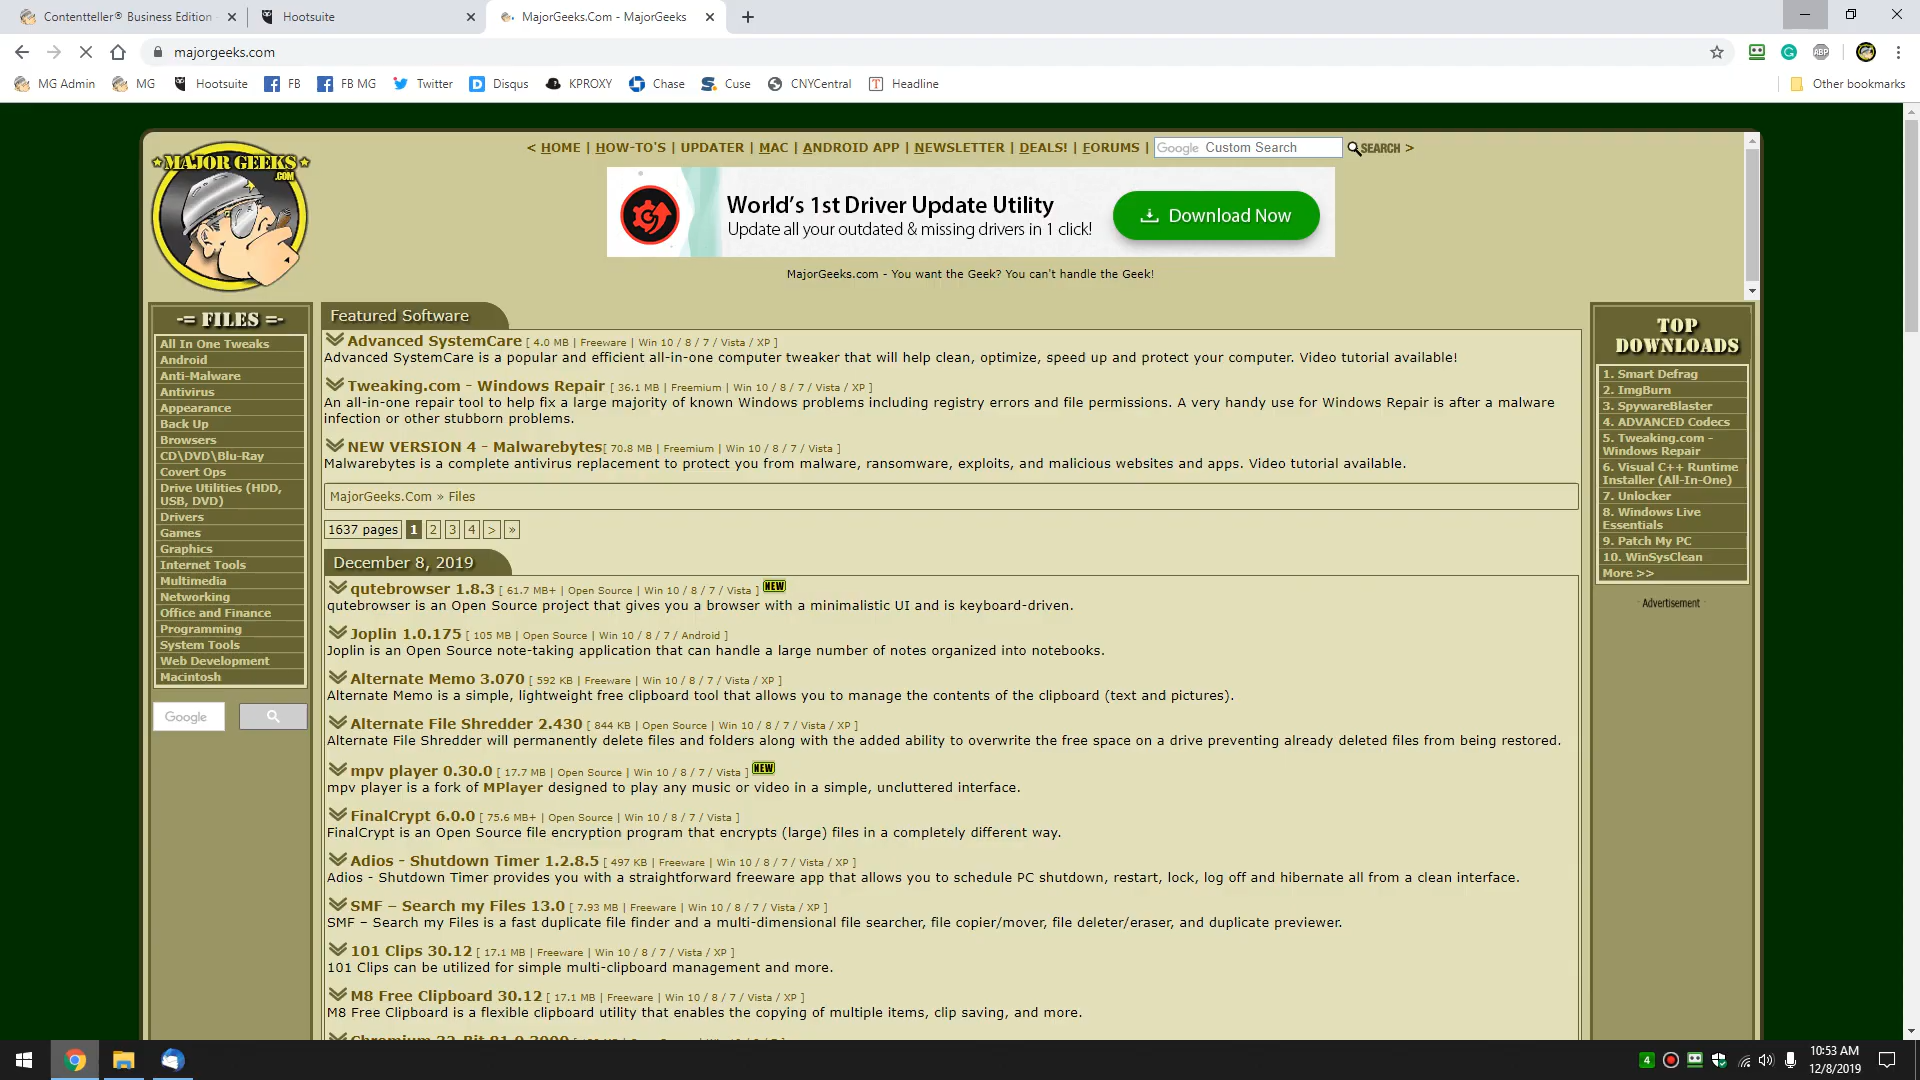 Contentteller® Business Edition
Hootsuite
MajorGeeks.Com - MajorGeeks
majorgeeks.com
ABP
MG Admin
MG
Hootsuite
FB
FB MG
Twitter
Disqus
KPROXY
Chase
Cuse
CNYCentral
Headline
Other bookmarks
MAJOR GEEKS
.COM
< HOME | HOW-TO'S | UPDATER | MAC | ANDROID APP | NEWSLETTER | DEALS! | FORUMS |
Google Custom Search
SEARCH >
World's 1st Driver Update Utility
Update all your outdated & missing drivers in 1 click!
Download Now
MajorGeeks.com - You want the Geek? You can't handle the Geek!
-= FILES =-
All In One Tweaks
Android
Anti-Malware
Antivirus
Appearance
Back Up
Browsers
CD\DVD\Blu-Ray
Covert Ops
Drive Utilities (HDD,
USB, DVD)
Drivers
Games
Graphics
Internet Tools
Multimedia
Networking
Office and Finance
Programming
System Tools
Web Development
Macintosh
Google
Featured Software
Advanced SystemCare [ 4.0 MB | Freeware | Win 10 / 8 / 7 / Vista / XP ]
Advanced SystemCare is a popular and efficient all-in-one computer tweaker that will help clean, optimize, speed up and protect your computer. Video tutorial available!
Tweaking.com - Windows Repair [ 36.1 MB | Freemium | Win 10 / 8 / 7 / Vista / XP ]
An all-in-one repair tool to help fix a large majority of known Windows problems including registry errors and file permissions. A very handy use for Windows Repair is after a malware
infection or other stubborn problems.
NEW VERSION 4 - Malwarebytes[ 70.8 MB | Freemium | Win 10 / 8 / 7 / Vista ]
Malwarebytes is a complete antivirus replacement to protect you from malware, ransomware, exploits, and malicious websites and apps. Video tutorial available.
MajorGeeks.Com » Files
1637 pages 1 2 3 4 > »
December 8, 2019
qutebrowser 1.8.3 [ 61.7 MB+ | Open Source | Win 10 / 8 / 7 / Vista ] NEW
qutebrowser is an Open Source project that gives you a browser with a minimalistic UI and is keyboard-driven.
Joplin 1.0.175 [ 105 MB | Open Source | Win 10 / 8 / 7 / Android ]
Joplin is an Open Source note-taking application that can handle a large number of notes organized into notebooks.
Alternate Memo 3.070 [ 592 KB | Freeware | Win 10 / 8 / 7 / Vista / XP ]
Alternate Memo is a simple, lightweight free clipboard tool that allows you to manage the contents of the clipboard (text and pictures).
Alternate File Shredder 2.430 [ 844 KB | Open Source | Win 10 / 8 / 7 / Vista / XP ]
Alternate File Shredder will permanently delete files and folders along with the added ability to overwrite the free space on a drive preventing already deleted files from being restored.
mpv player 0.30.0 [ 17.7 MB | Open Source | Win 10 / 8 / 7 / Vista ] NEW
mpv player is a fork of MPlayer designed to play any music or video in a simple, uncluttered interface.
FinalCrypt 6.0.0 [ 75.6 MB+ | Open Source | Win 10 / 8 / 7 / Vista ]
FinalCrypt is an Open Source file encryption program that encrypts (large) files in a completely different way.
Adios - Shutdown Timer 1.2.8.5 [ 497 KB | Freeware | Win 10 / 8 / 7 / Vista / XP ]
Adios - Shutdown Timer provides you with a straightforward freeware app that allows you to schedule PC shutdown, restart, lock, log off and hibernate all from a clean interface.
SMF – Search my Files 13.0 [ 7.93 MB | Freeware | Win 10 / 8 / 7 / Vista / XP ]
SMF – Search my Files is a fast duplicate file finder and a multi-dimensional file searcher, file copier/mover, file deleter/eraser, and duplicate previewer.
101 Clips 30.12 [ 17.1 MB | Freeware | Win 10 / 8 / 7 / Vista / XP ]
101 Clips can be utilized for simple multi-clipboard management and more.
M8 Free Clipboard 30.12 [ 17.1 MB | Freeware | Win 10 / 8 / 7 / Vista / XP ]
M8 Free Clipboard is a flexible clipboard utility that enables the copying of multiple items, clip saving, and more.
TOP
DOWNLOADS
1. Smart Defrag
2. ImgBurn
3. SpywareBlaster
4. ADVANCED Codecs
5. Tweaking.com -
Windows Repair
6. Visual C++ Runtime
Installer (All-In-One)
7. Unlocker
8. Windows Live
Essentials
9. Patch My PC
10. WinSysClean
More >>
Advertisement
4
10:53 AM
12/8/2019